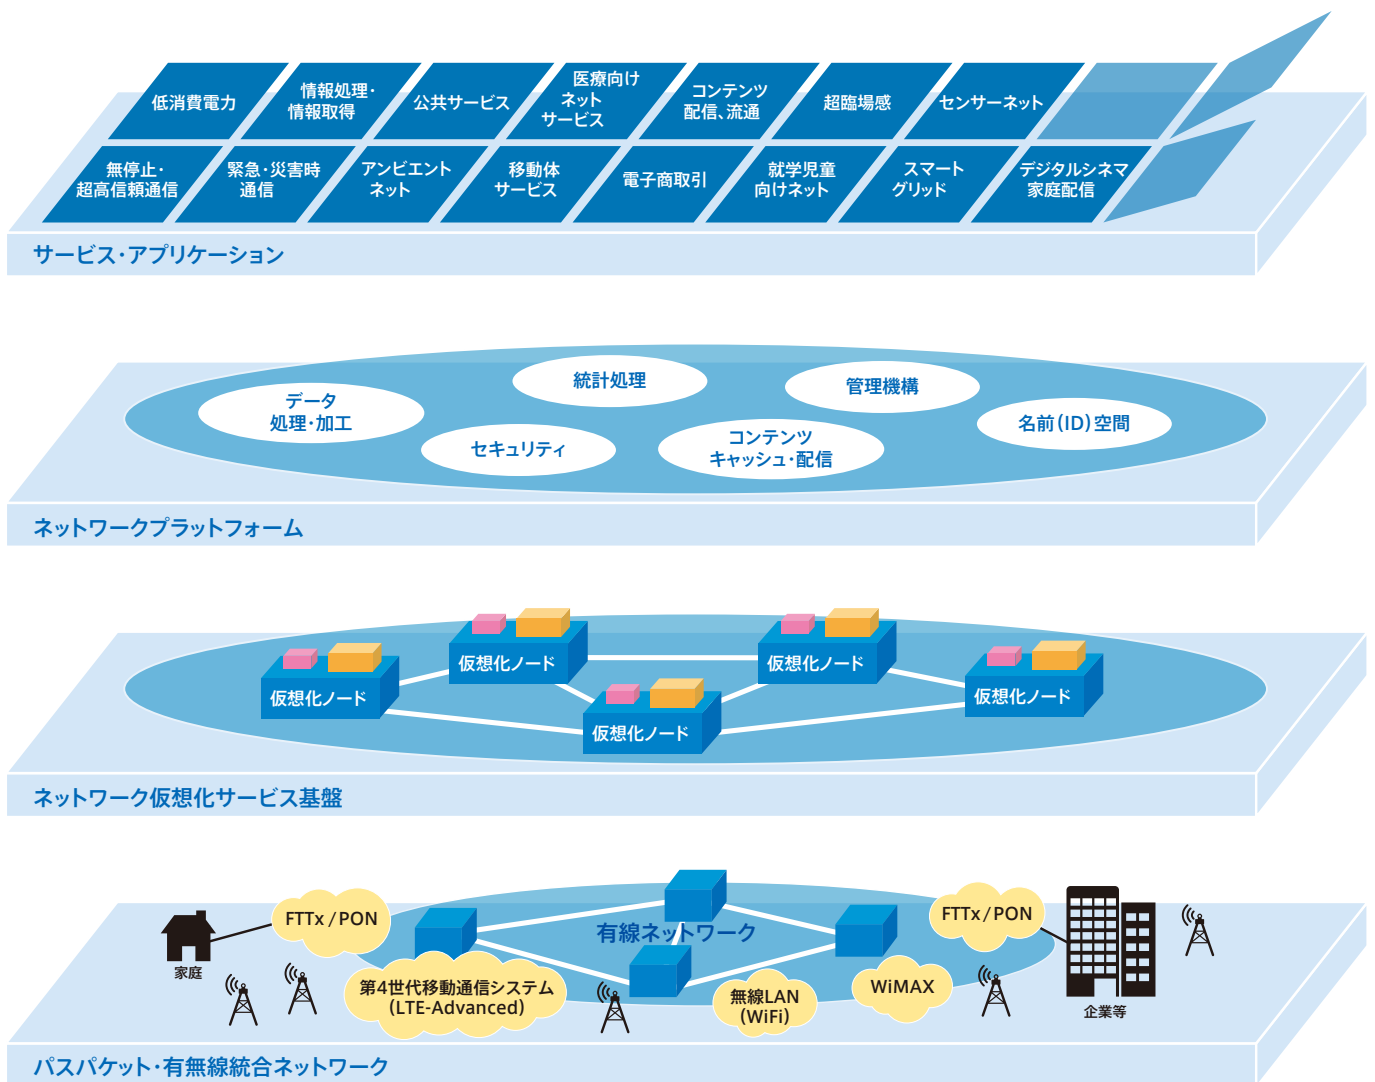 低消費電力
情報処理・
情報取得
公共サービス
医療向け
ネット
サービス
コンテンツ
配信、流通
超臨場感
センサーネット
無停止・
超高信頼通信
緊急・災害時
通信
アンビエント
ネット
移動体
サービス
電子商取引
就学児童
向けネット
スマート
グリッド
デジタルシネマ
家庭配信
サービス・アプリケーション
データ
処理・加工
統計処理
管理機構
名前(ID)空間
セキュリティ
コンテンツ
キャッシュ・配信
ネットワークプラットフォーム
仮想化ノード
仮想化ノード
仮想化ノード
仮想化ノード
仮想化ノード
ネットワーク仮想化サービス基盤
FTTx / PON
家庭
有線ネットワーク
FTTx / PON
企業等
第4世代移動通信システム
(LTE-Advanced)
無線LAN
(WiFi)
WiMAX
パスパケット・有無線統合ネットワーク